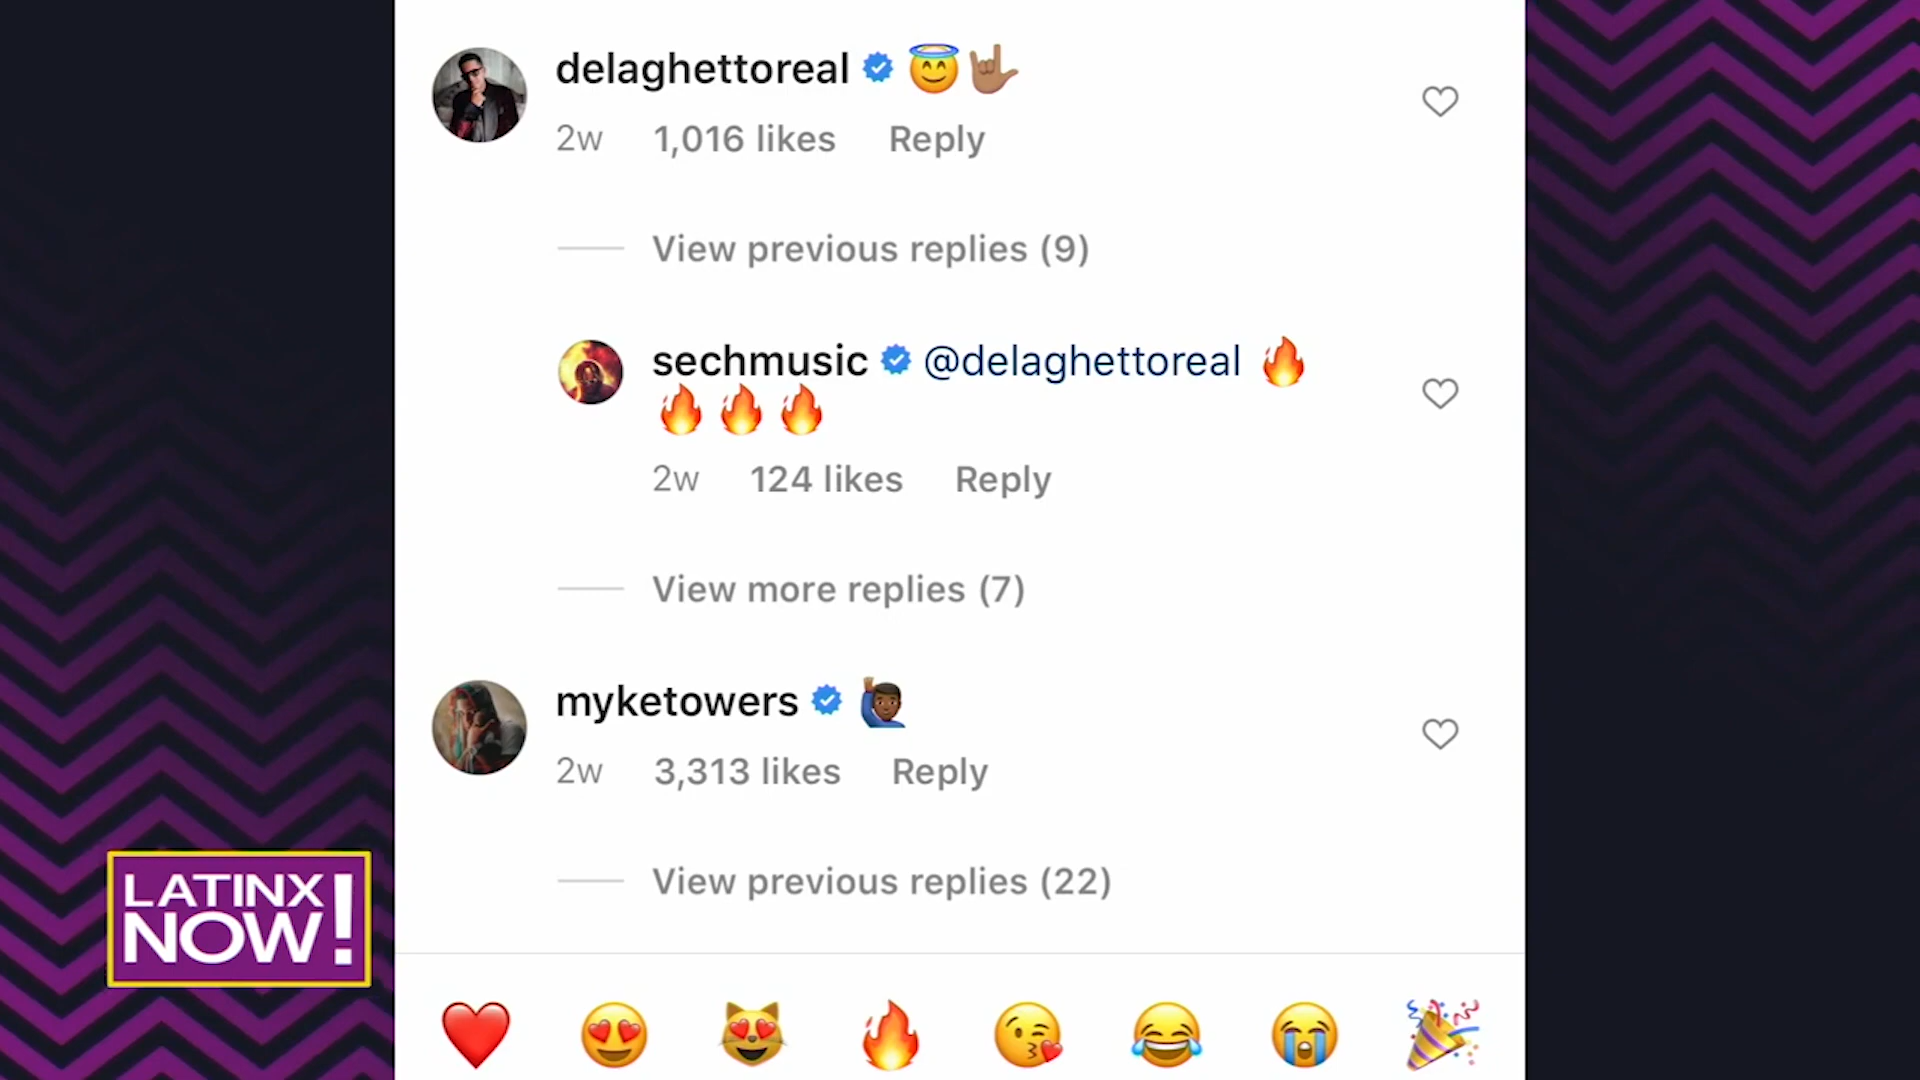 delaghettoreal 😇🤟🏽
2w 1,016 likes Reply
View previous replies (9)
sechmusic @delaghettoreal 🔥
🔥🔥🔥
2w 124 likes Reply
View more replies (7)
myketowers 🙋🏾‍♂️
2w 3,313 likes Reply
View previous replies (22)
LATINX
NOW!
❤️😍😻🔥😘😂😭🎉